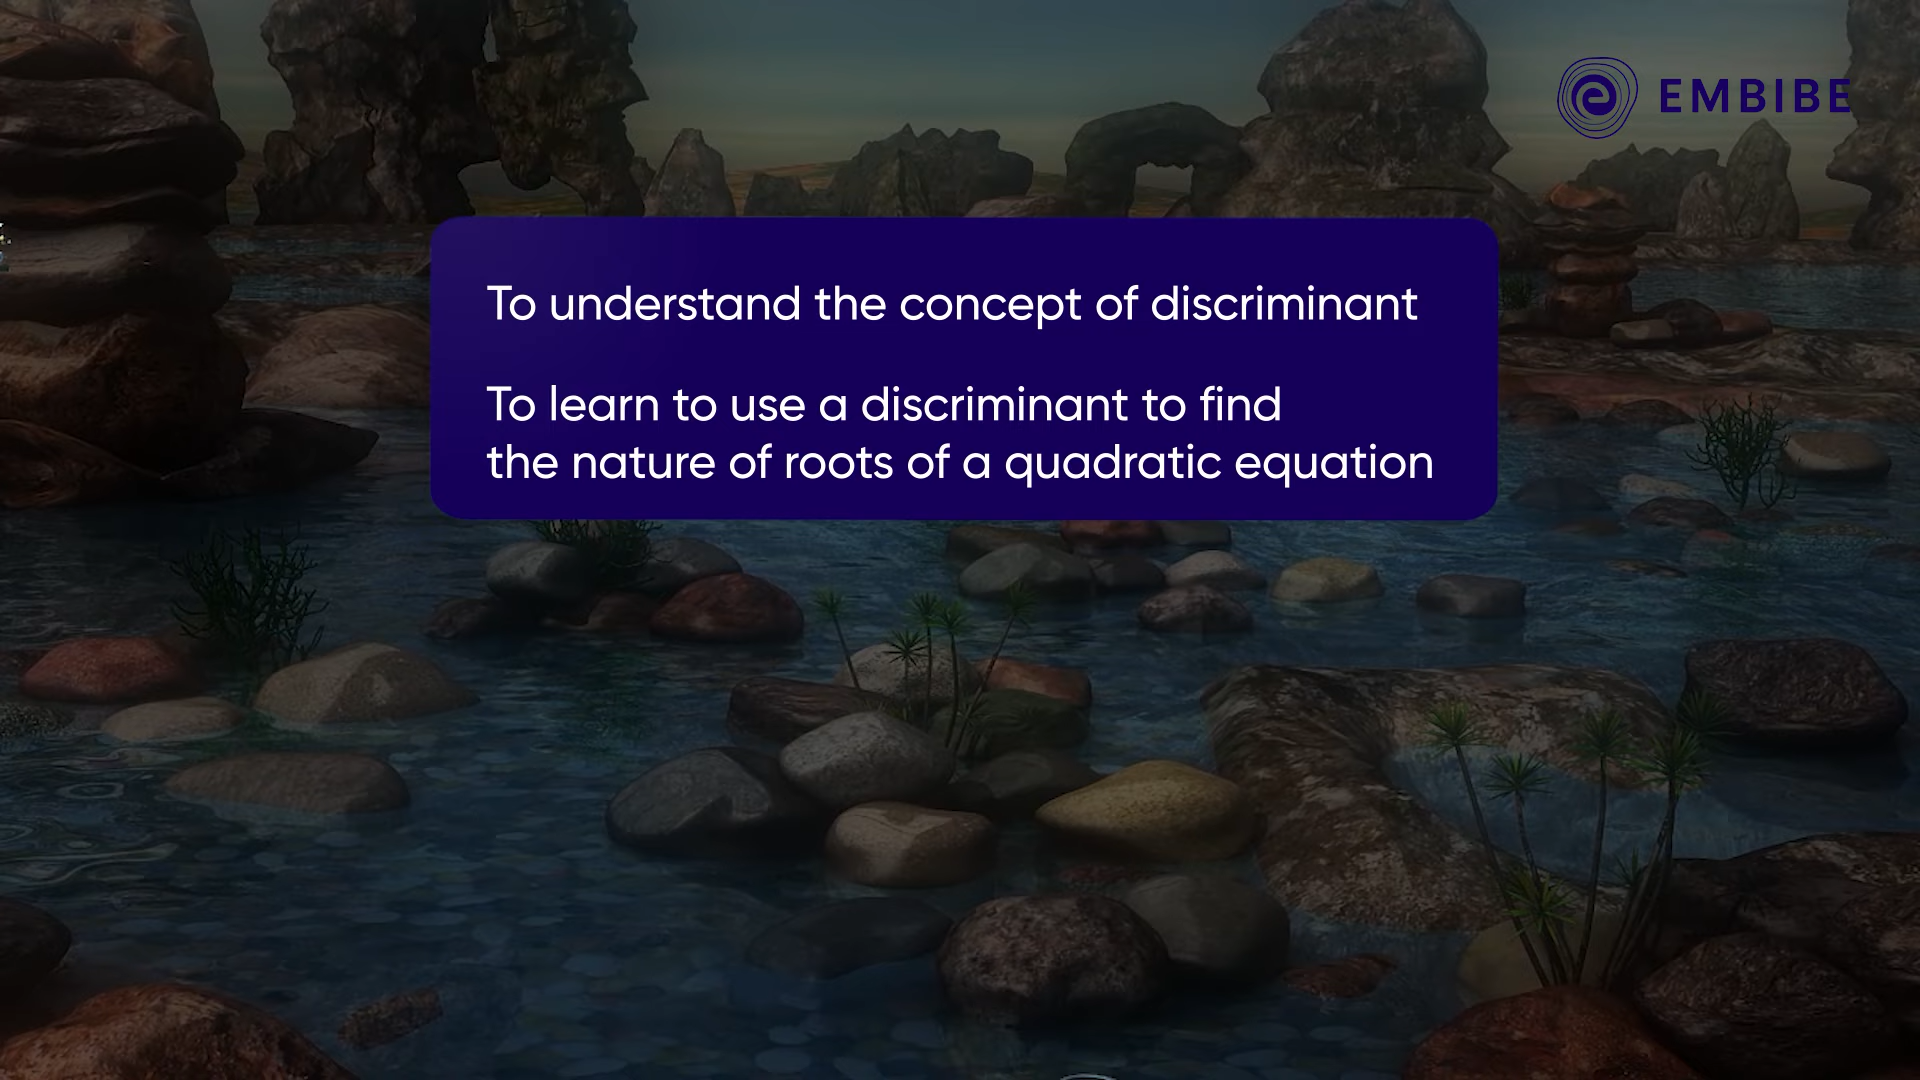 EMBIBE
To understand the concept of discriminant
To learn to use a discriminant to find
the nature of roots of a quadratic equation